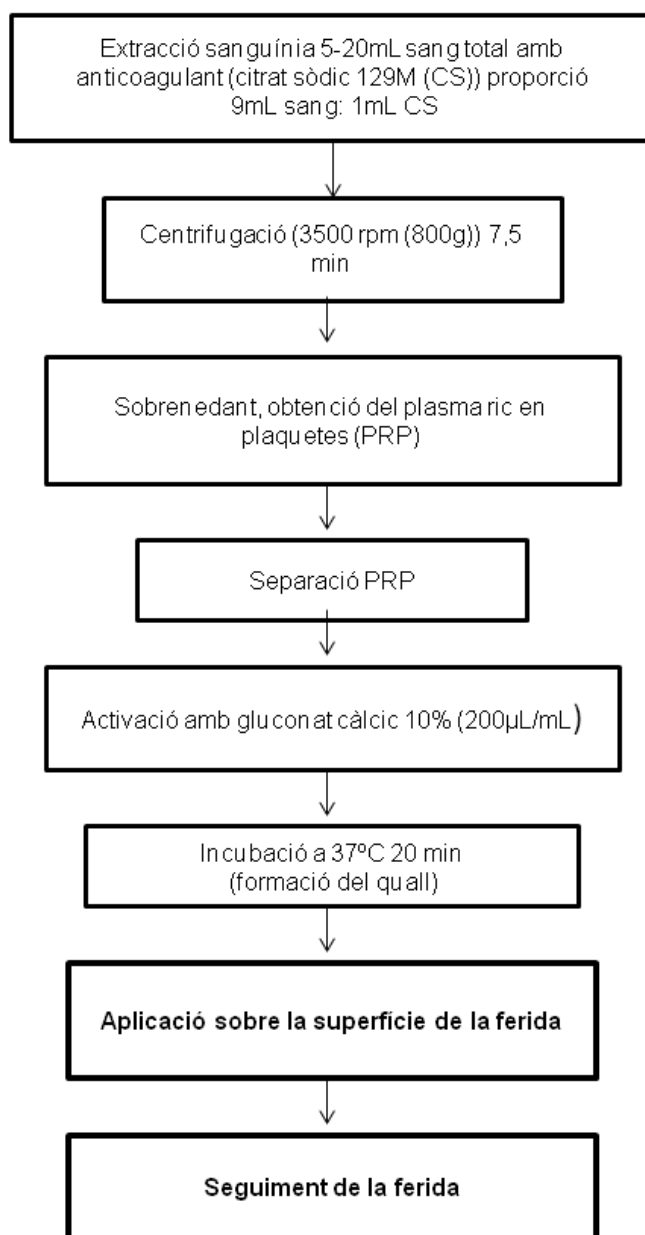 Extracció sanguínia 5-20mL sang total amb
anticoagulant (citrat sòdic 129M (CS)) proporció
9mL sang: 1mL CS
Centrifugació (3500 rpm (800g)) 7,5
min
Sobrenedant, obtenció del plasma ric en
plaquetes (PRP)
Separació PRP
Activació amb gluconat càlcic 10% (200µL/mL)
Incubació a 37ºC 20 min
(formació del quall)
Aplicació sobre la superfície de la ferida
Seguiment de la ferida